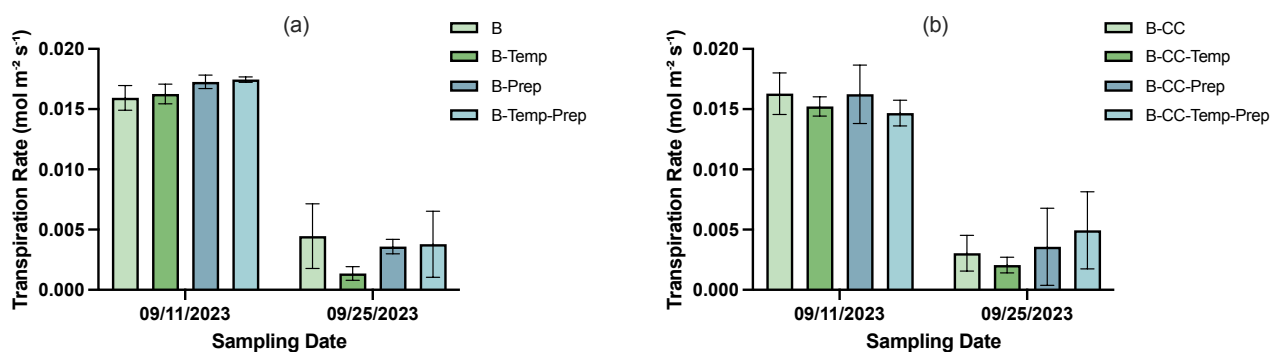 (a)
Transpiration Rate (mol m⁻² s⁻¹)
0.020
0.015
0.010
0.005
0.000
09/11/2023
09/25/2023
Sampling Date
B
B-Temp
B-Prep
B-Temp-Prep
(b)
Transpiration Rate (mol m⁻² s⁻¹)
0.020
0.015
0.010
0.005
0.000
09/11/2023
09/25/2023
Sampling Date
B-CC
B-CC-Temp
B-CC-Prep
B-CC-Temp-Prep